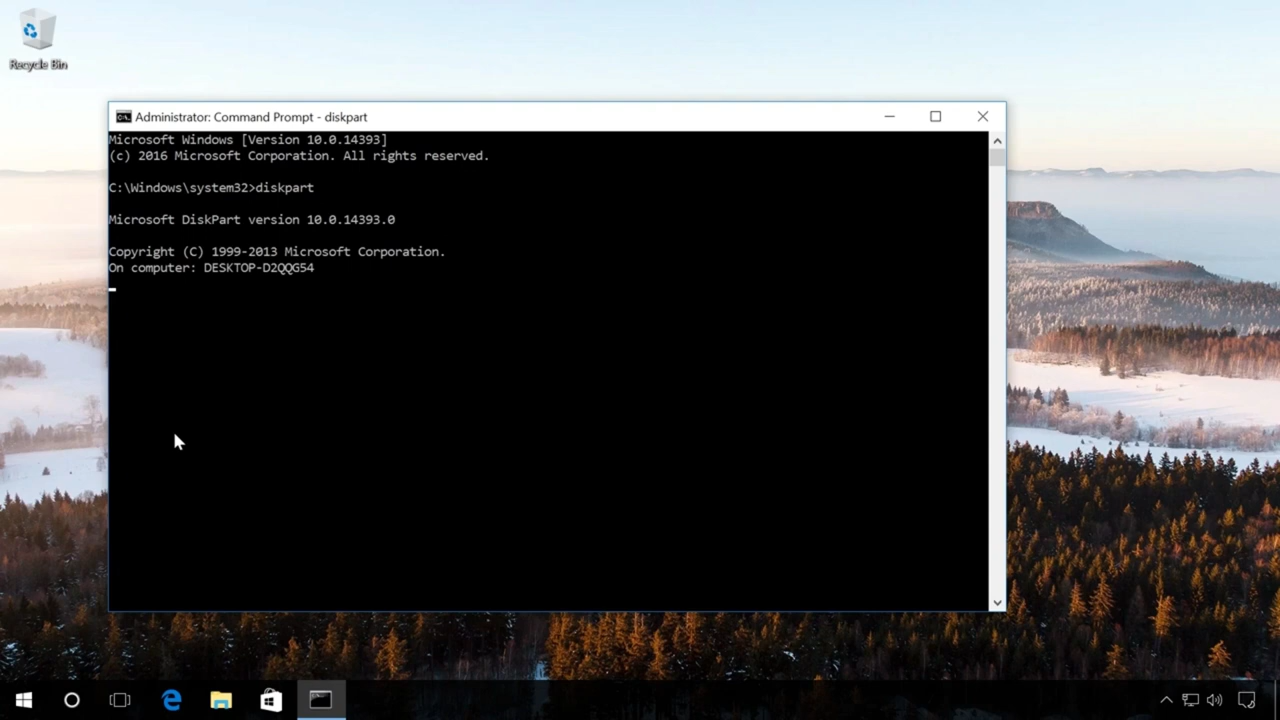 Recycle Bin
Administrator: Command Prompt - diskpart
Microsoft Windows [Version 10.0.14393]
(c) 2016 Microsoft Corporation. All rights reserved.
C:\Windows\system32>diskpart
Microsoft DiskPart version 10.0.14393.0
Copyright (C) 1999-2013 Microsoft Corporation.
On computer: DESKTOP-D2QQG54